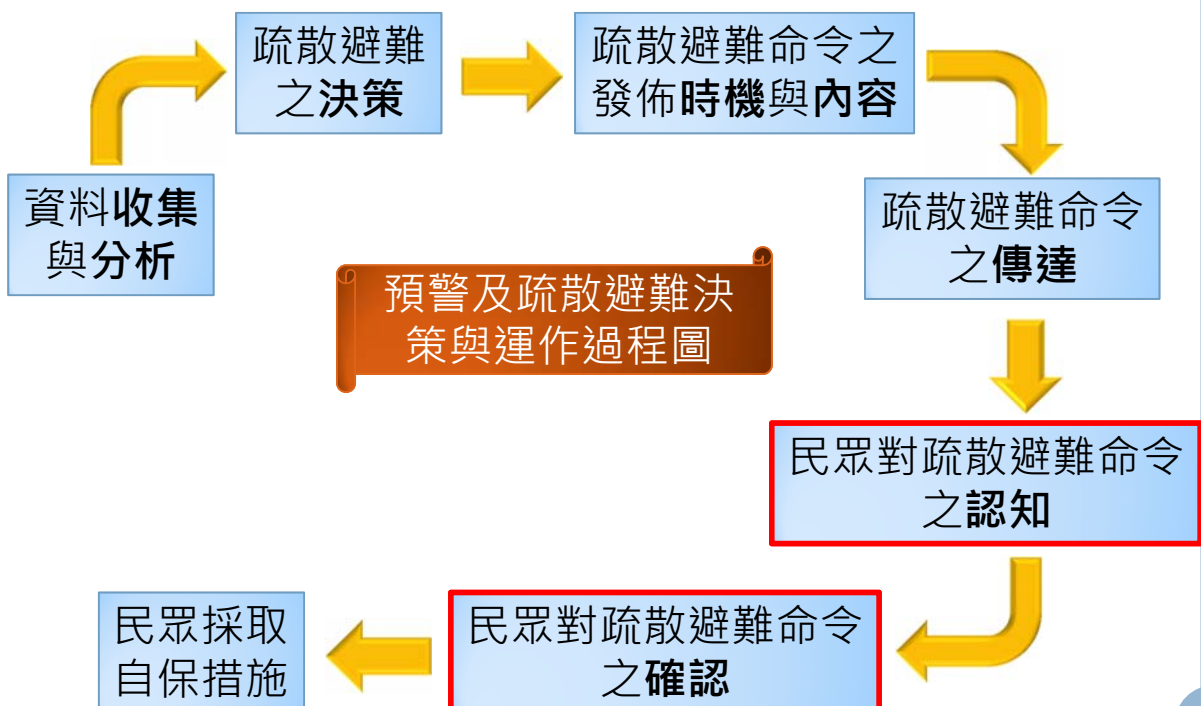 疏散避難
之決策
疏散避難命令之
發佈時機與內容
資料收集
與分析
疏散避難命令
之傳達
預警及疏散避難決
策與運作過程圖
民眾對疏散避難命令
之認知
民眾採取
自保措施
民眾對疏散避難命令
之確認